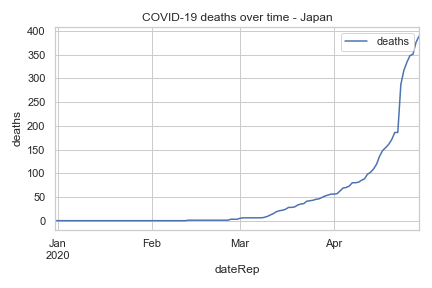 COVID-19 deaths over time - Japan
deaths
400
350
300
250
200
150
100
50
0
deaths
Jan
2020
Feb
Mar
Apr
dateRep